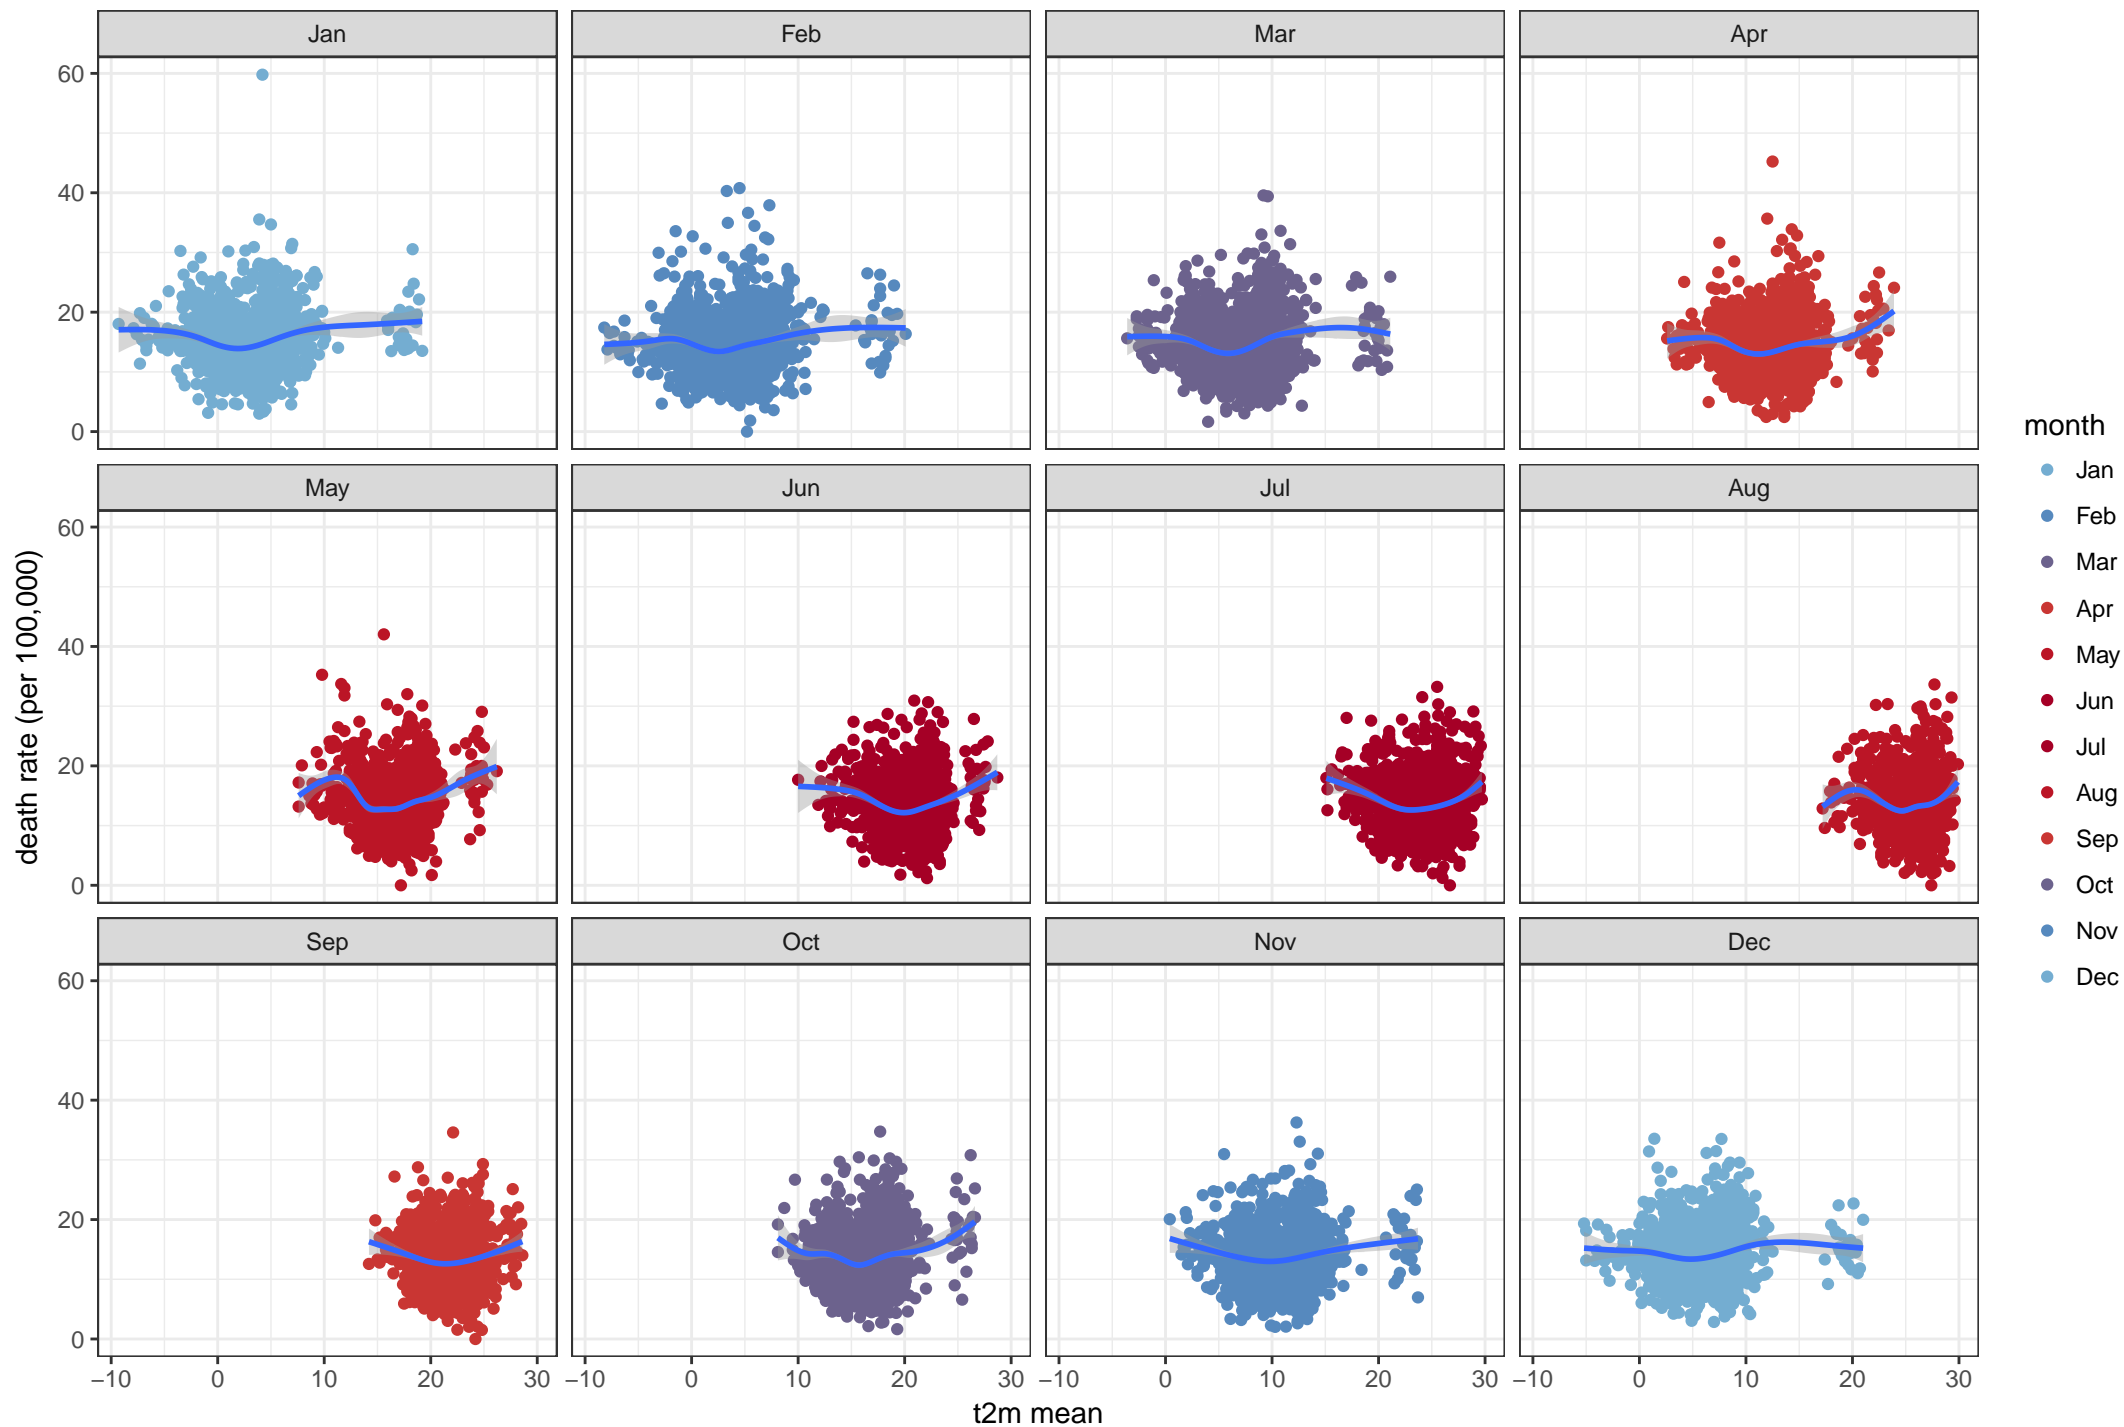 Jan Feb Mar Apr
60
40
20
0
May Jun Jul Aug
60
40
20
0
Sep Oct Nov Dec
60
40
20
0
−10 0 10 20 30 −10 0 10 20 30 −10 0 10 20 30 −10 0 10 20 30
t2m mean
death rate (per 100,000)
month
Jan
Feb
Mar
Apr
May
Jun
Jul
Aug
Sep
Oct
Nov
Dec